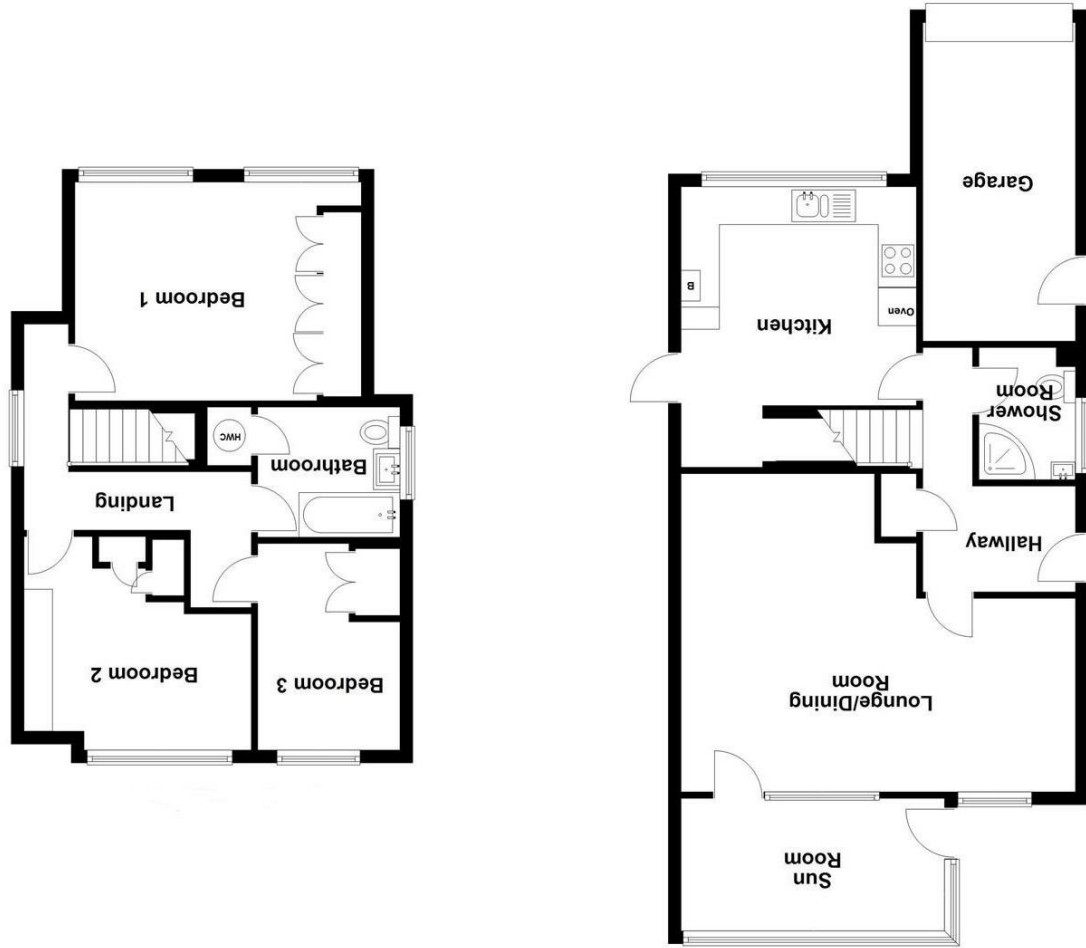 Sun
Room
Lounge/Dining
Room
Hallway
Shower
Room
Kitchen
Oven
B
Garage
Bedroom 3
Bedroom 2
Landing
Bathroom
HWC
Bedroom 1